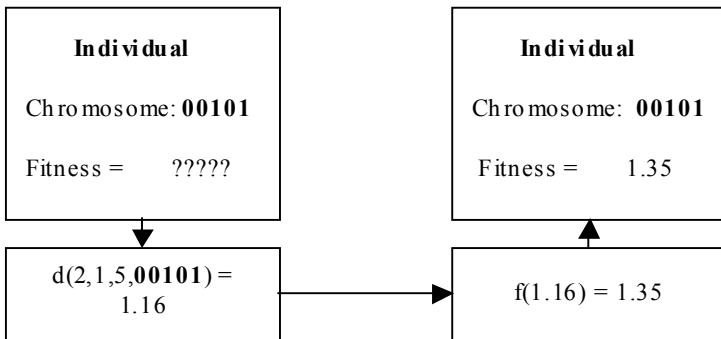 Individual
Chromosome: 00101
Fitness = ?????
d(2,1,5,00101) =
1.16
f(1.16) = 1.35
Individual
Chromosome: 00101
Fitness = 1.35